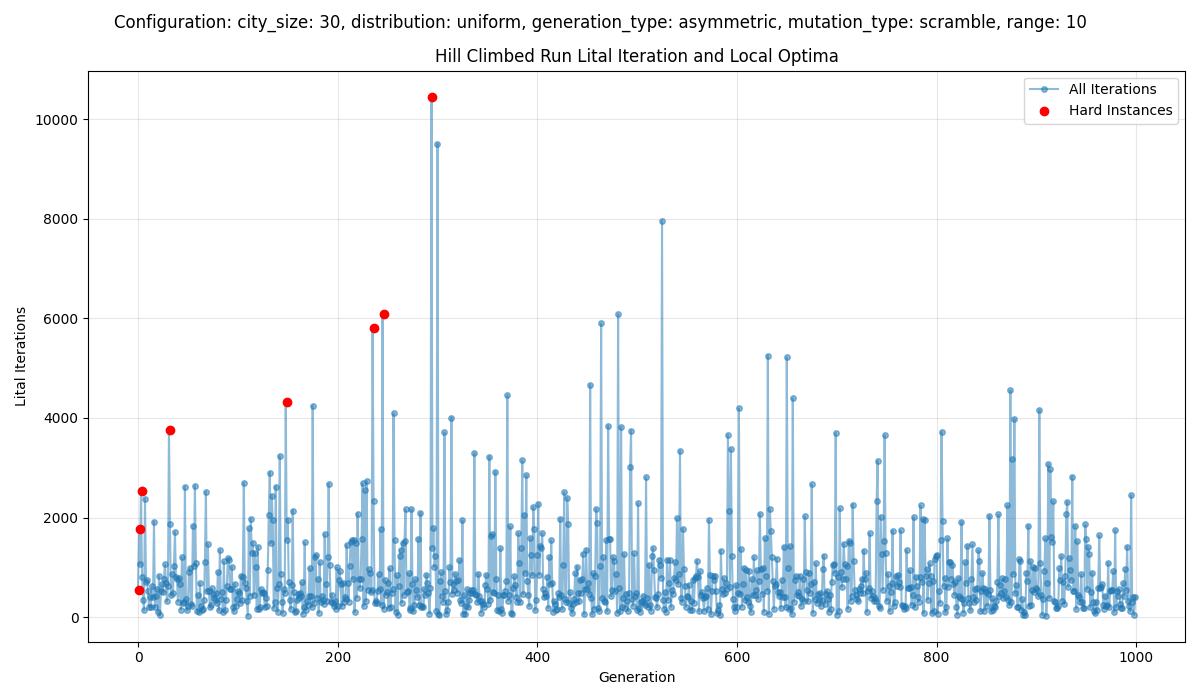 Configuration: city_size: 30, distribution: uniform, generation_type: asymmetric, mutation_type: scramble, range: 10
Hill Climbed Run Lital Iteration and Local Optima
All Iterations
Hard Instances
10000
8000
6000
4000
2000
0
Lital Iterations
0 200 400 600 800 1000
Generation